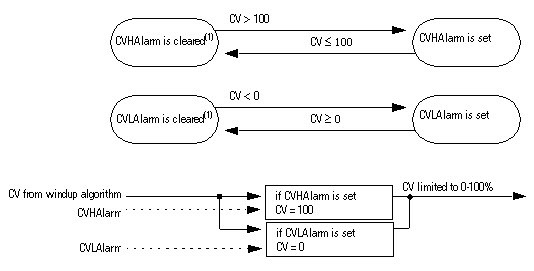 CV > 100
CVHAlarm is cleared(1)
CV ≤ 100
CVHAlarm is set
CV < 0
CVLAlarm is cleared(1)
CV ≥ 0
CVLAlarm is set
CV from windup algorithm
if CVHAlarm is set
CV limited to 0-100%
CVHAlarm
CV = 100
if CVLAlarm is set
CVLAlarm
CV = 0